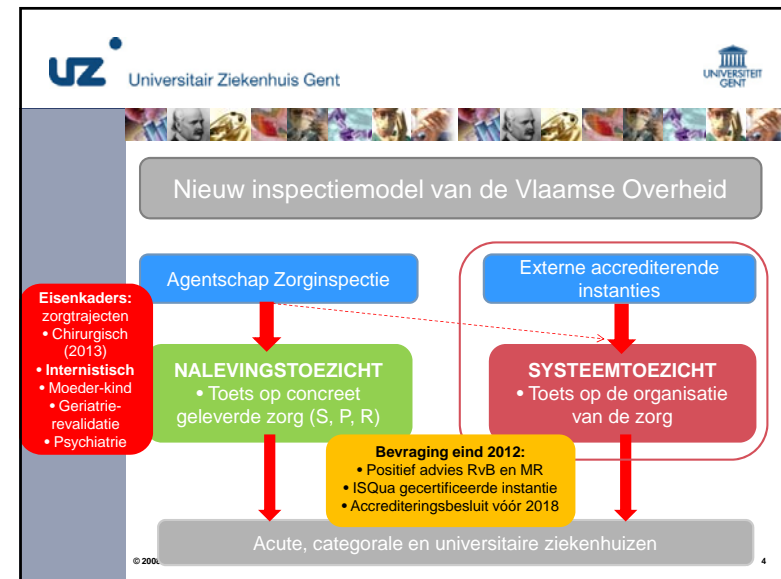 UZ
Universitair Ziekenhuis Gent
UNIVERSITEIT
GENT
Nieuw inspectiemodel van de Vlaamse Overheid
Agentschap Zorginspectie
Externe accrediterende
instanties
Eisenkaders:
zorgtrajecten
• Chirurgisch
(2013)
• Internistisch
• Moeder-kind
• Geriatrie-
revalidatie
• Psychiatrie
NALEVINGSTOEZICHT
• Toets op concreet
geleverde zorg (S, P, R)
SYSTEEMTOEZICHT
• Toets op de organisatie
van de zorg
Bevraging eind 2012:
• Positief advies RvB en MR
• ISQua gecertificeerde instantie
• Accrediteringsbesluit vóór 2018
Acute, categorale en universitaire ziekenhuizen
©
4